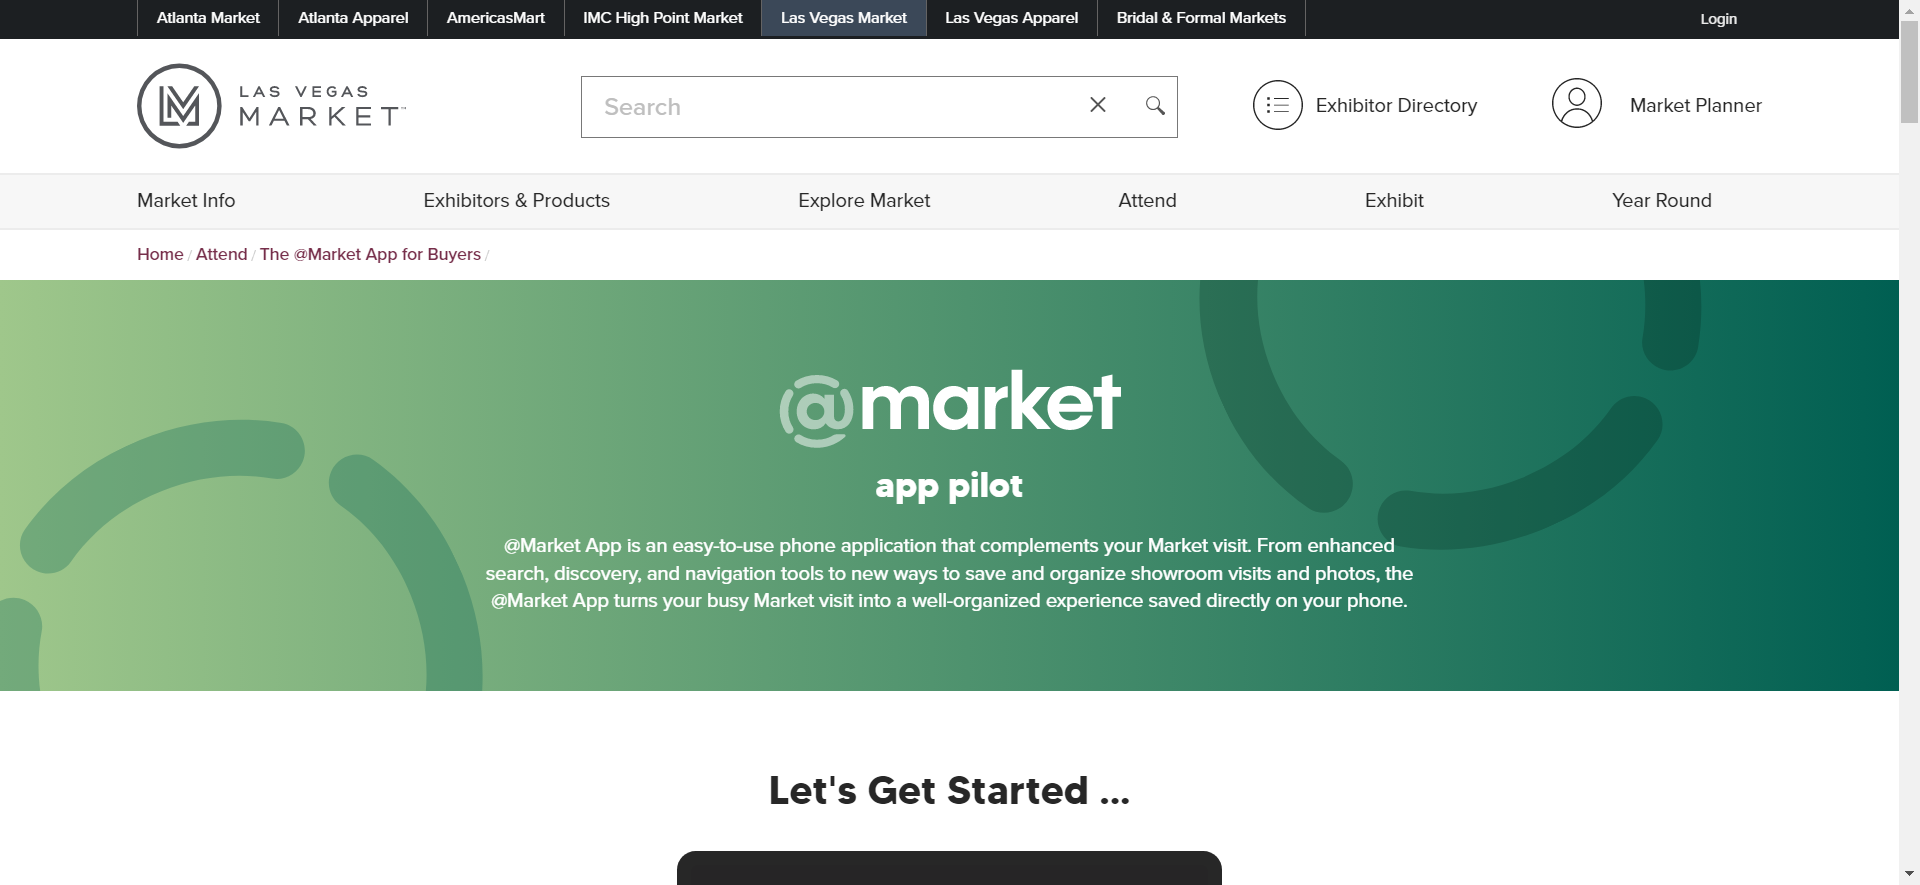 Atlanta Market
Atlanta Apparel
AmericasMart
IMC High Point Market
Las Vegas Market
Las Vegas Apparel
Bridal & Formal Markets
Login
LAS VEGAS
MARKET™
Search
Exhibitor Directory
Market Planner
Market Info
Exhibitors & Products
Explore Market
Attend
Exhibit
Year Round
Home / Attend / The @Market App for Buyers /
@market
app pilot
@Market App is an easy-to-use phone application that complements your Market visit. From enhanced
search, discovery, and navigation tools to new ways to save and organize showroom visits and photos, the
@Market App turns your busy Market visit into a well-organized experience saved directly on your phone.
Let's Get Started ...